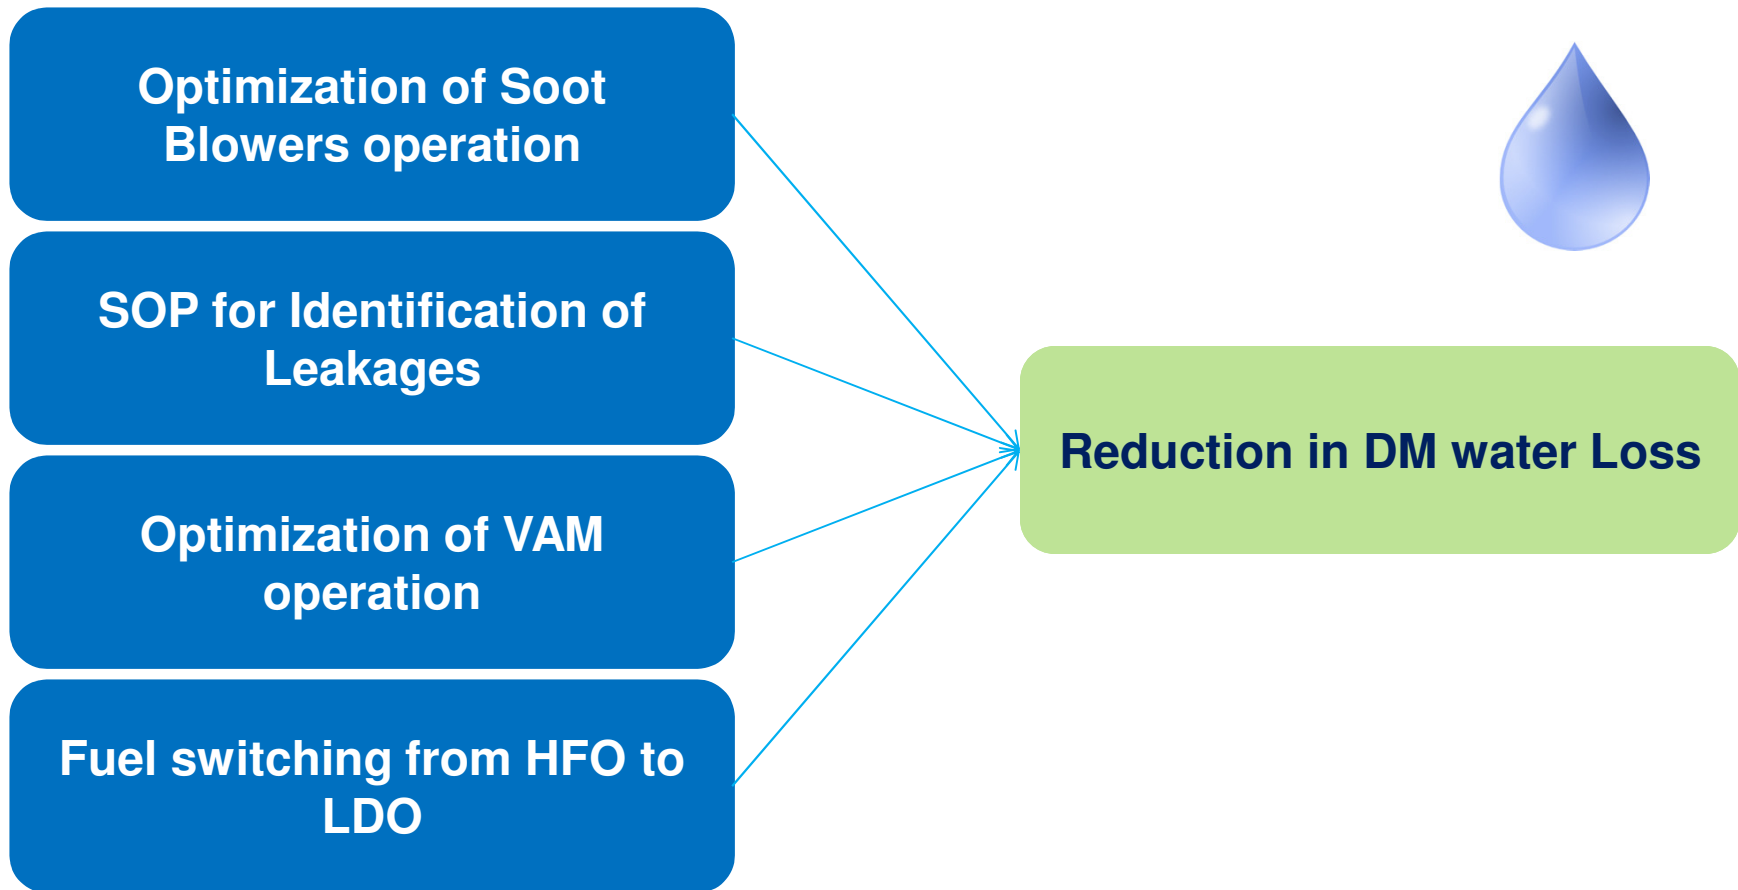 Optimization of Soot
Blowers operation
SOP for Identification of
Leakages
Optimization of VAM
operation
Fuel switching from HFO to
LDO
Reduction in DM water Loss